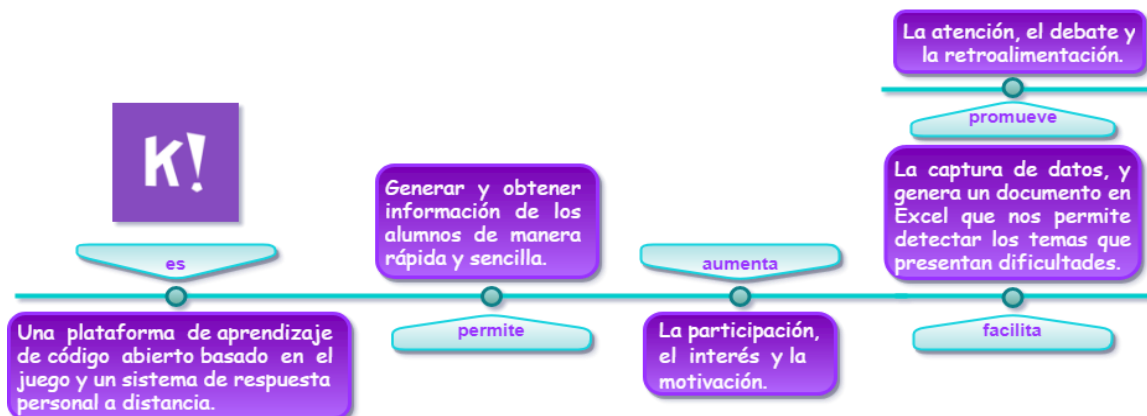 K!
es
Una plataforma de aprendizaje
de código abierto basado en el
juego y un sistema de respuesta
personal a distancia.
Generar y obtener
información de los
alumnos de manera
rápida y sencilla.
permite
aumenta
La participación,
el interés y la
motivación.
La captura de datos, y
genera un documento en
Excel que nos permite
detectar los temas que
presentan dificultades.
facilita
La atención, el debate y
la retroalimentación.
promueve